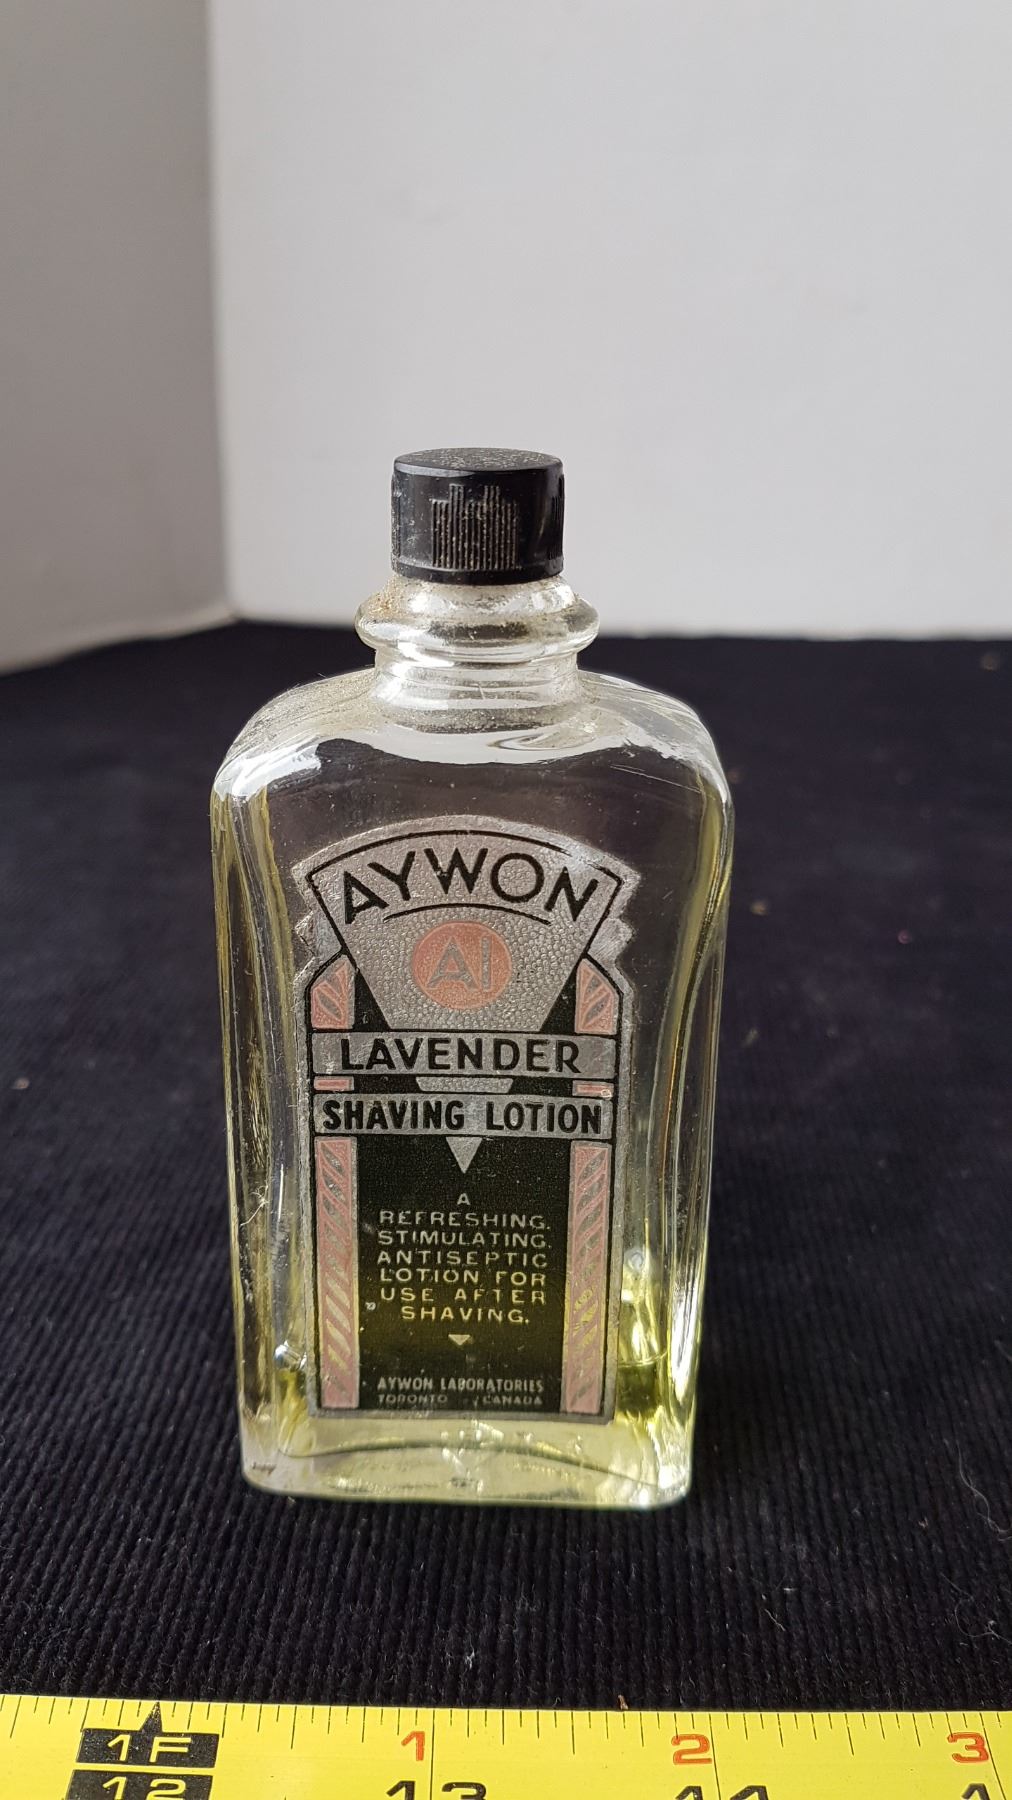 AYWON
A1
LAVENDER
SHAVING LOTION
A
REFRESHING,
STIMULATING,
ANTISEPTIC
LOTION FOR
USE AFTER
SHAVING.
AYWON LABORATORIES
TORONTO CANADA
1F 1 2 3
12 13 14